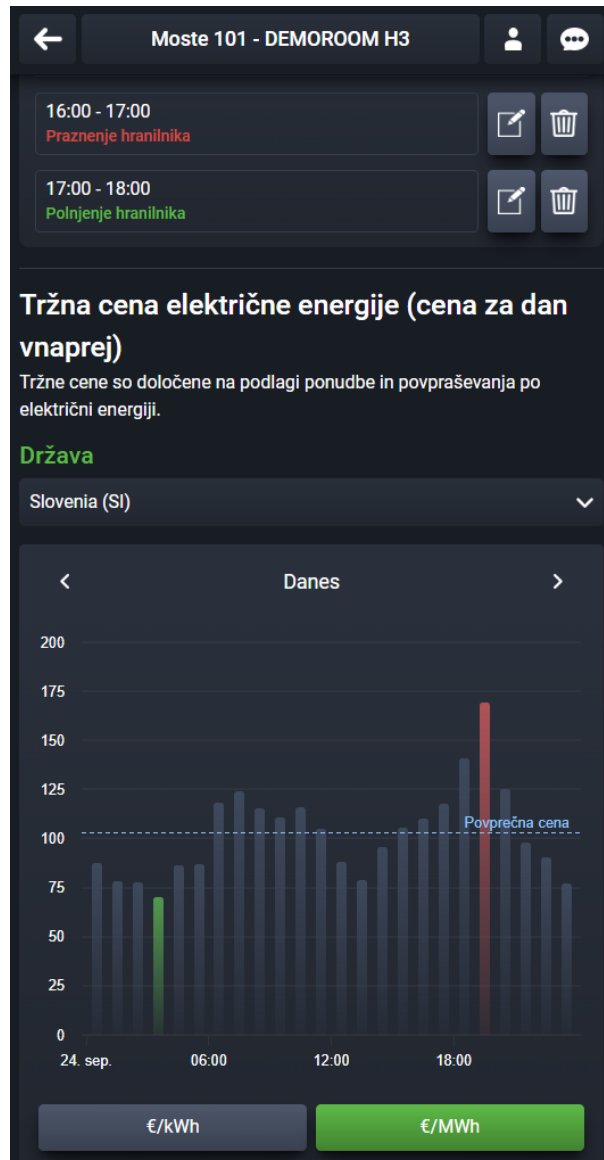 Moste 101 - DEMOROOM H3
16:00 - 17:00
Praznenje hranilnika
17:00 - 18:00
Polnjenje hranilnika
Tržna cena električne energije (cena za dan
vnaprej)
Tržne cene so določene na podlagi ponudbe in povpraševanja po
električni energiji.
Država
Slovenia (SI)
Danes
200
175
150
125
Povprečna cena
100
75
50
25
0
24. sep. 06:00 12:00 18:00
€/kWh €/MWh